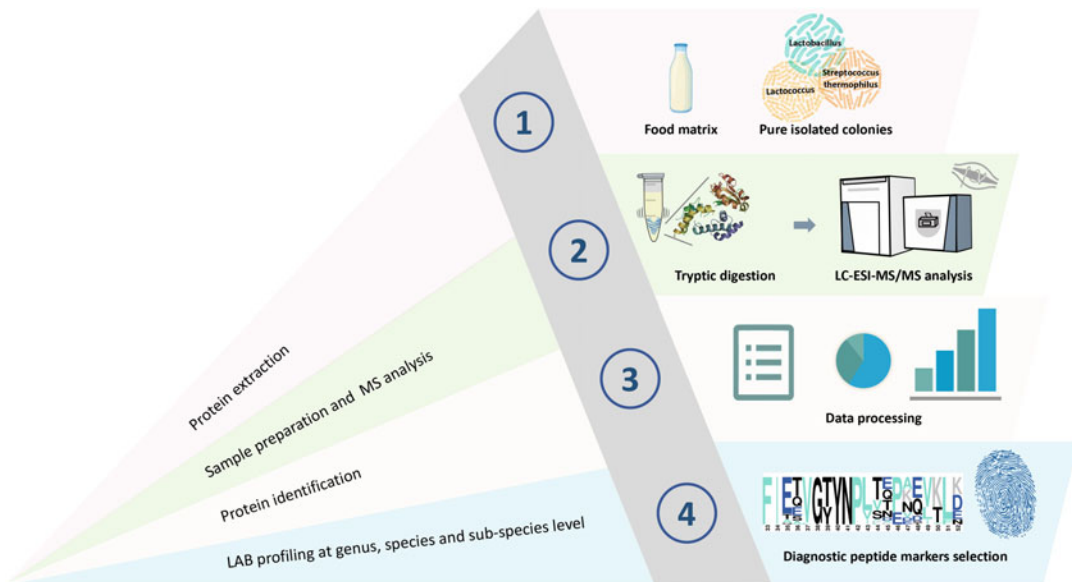 1
Lactobacillus
Streptococcus
thermophilus
Lactococcus
Food matrix
Pure isolated colonies
Protein extraction
2
Tryptic digestion
LC-ESI-MS/MS analysis
Sample preparation and MS analysis
3
Data processing
Protein identification
4
Diagnostic peptide markers selection
LAB profiling at genus, species and sub-species level